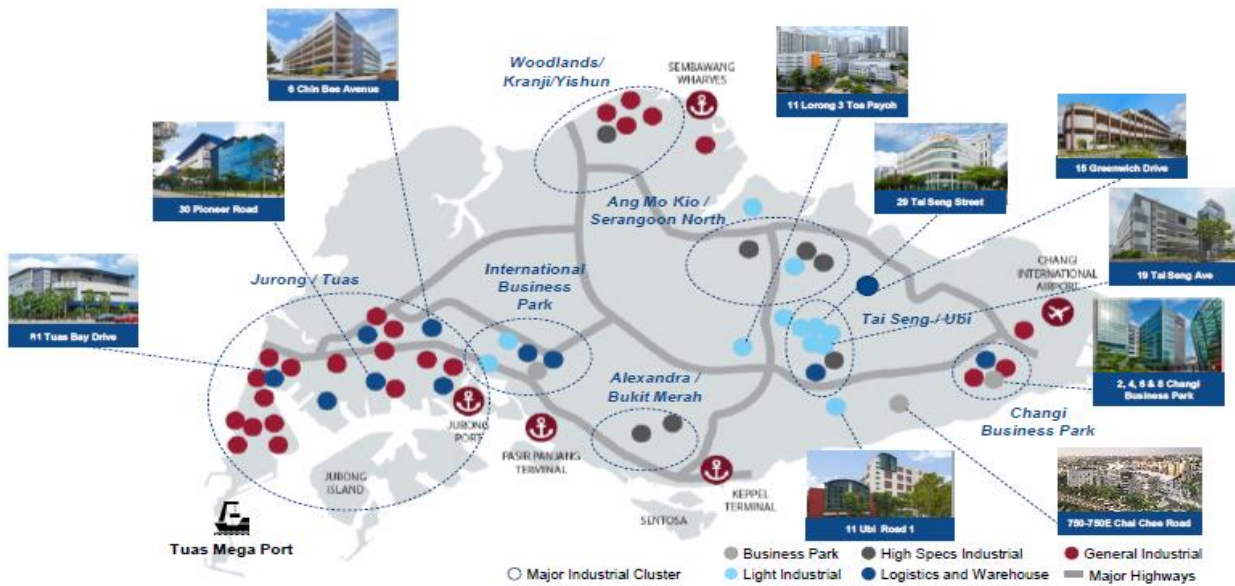 6 Chin Bee Avenue
30 Pioneer Road
81 Tuas Bay Drive
Woodlands/
Kranji/Yishun
SEMBAWANG
WHARVES
11 Lorong 3 Toa Payoh
29 Tai Seng Street
15 Greenwich Drive
19 Tai Seng Ave
Ang Mo Kio /
Serangoon North
Jurong / Tuas
International
Business
Park
Tai Seng / Ubi
CHANGI
INTERNATIONAL
AIRPORT
2, 4, 6 & 8 Changi
Business Park
Alexandra /
Bukit Merah
Changi
Business Park
JURONG
PORT
PASIR PANJANG
TERMINAL
JURONG
ISLAND
KEPPEL
TERMINAL
SENTOSA
11 Ubi Road 1
750-750E Chai Chee Road
Tuas Mega Port
Major Industrial Cluster
Business Park
High Specs Industrial
General Industrial
Light Industrial
Logistics and Warehouse
Major Highways